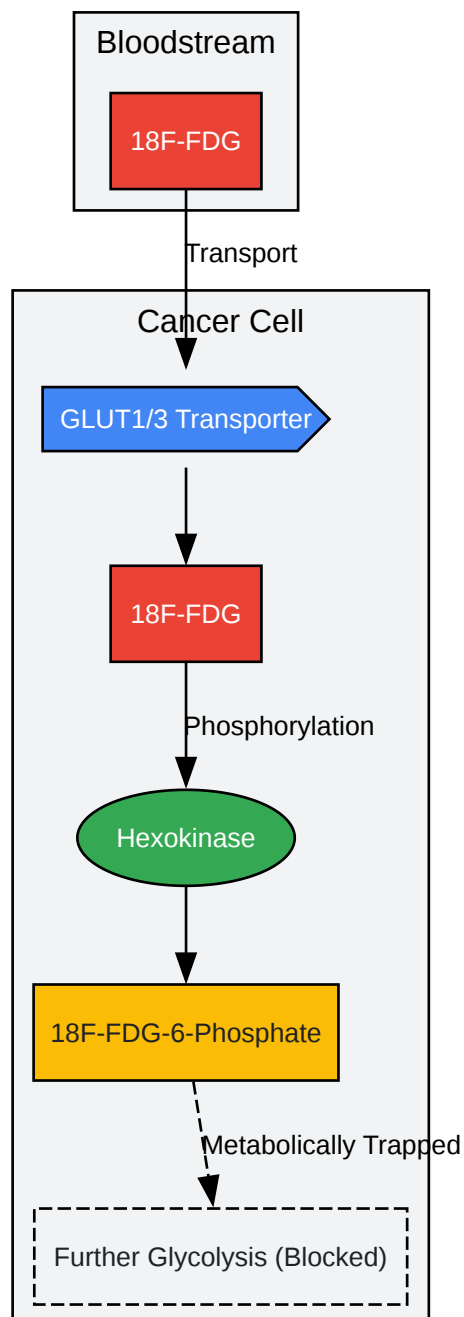 Bloodstream
18F-FDG
Transport
Cancer Cell
GLUT1/3 Transporter
18F-FDG
Phosphorylation
Hexokinase
18F-FDG-6-Phosphate
Metabolically Trapped
Further Glycolysis (Blocked)